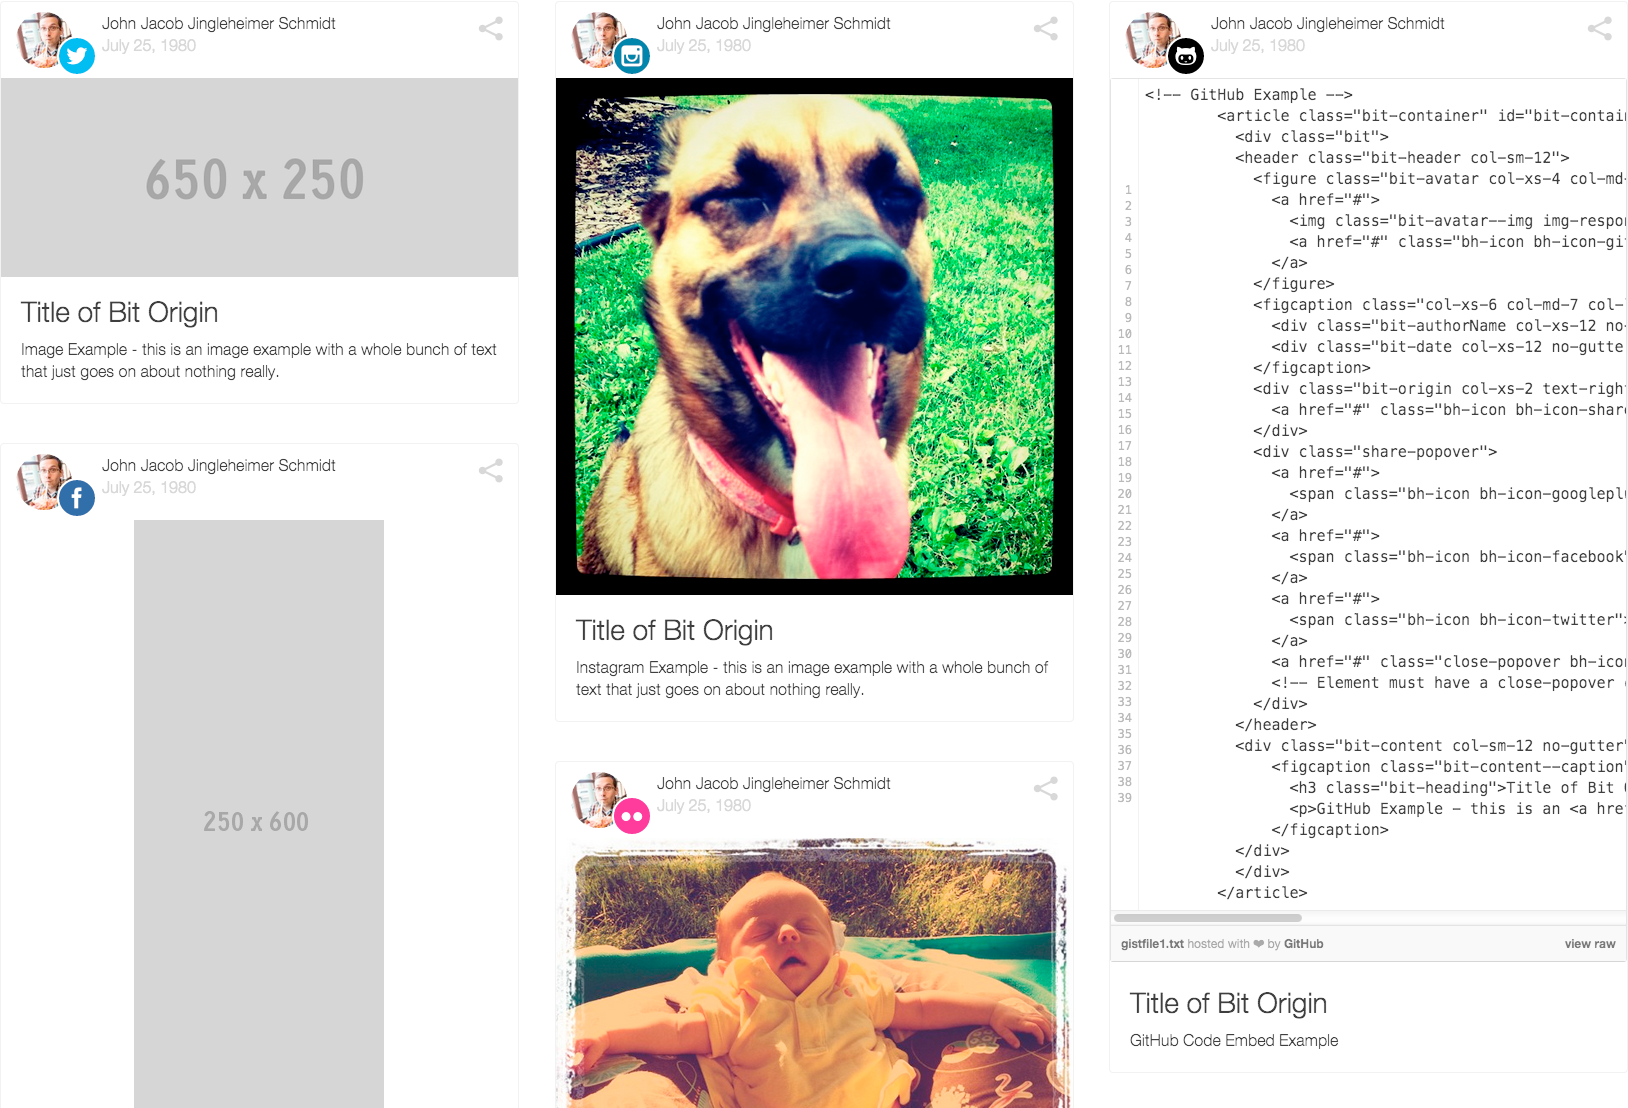 John Jacob Jingleheimer Schmidt
July 25, 1980
650 x 250
Title of Bit Origin
Image Example - this is an image example with a whole bunch of text
that just goes on about nothing really.
John Jacob Jingleheimer Schmidt
July 25, 1980
f
250 x 600
John Jacob Jingleheimer Schmidt
July 25, 1980
Title of Bit Origin
Instagram Example - this is an image example with a whole bunch of
text that just goes on about nothing really.
John Jacob Jingleheimer Schmidt
July 25, 1980
John Jacob Jingleheimer Schmidt
July 25, 1980
1
2
3
4
5
6
7
8
9
10
11
12
13
14
15
16
17
18
19
20
21
22
23
24
25
26
27
28
29
30
31
32
33
34
35
36
37
38
39
<!-- GitHub Example -->
<article class="bit-container" id="bit-contai
<div class="bit">
<header class="bit-header col-sm-12">
<figure class="bit-avatar col-xs-4 col-md-
<a href="#">
<img class="bit-avatar--img img-respo
<a href="#" class="bh-icon bh-icon-gi
</a>
</figure>
<figcaption class="col-xs-6 col-md-7 col-
<div class="bit-authorName col-xs-12 no-
<div class="bit-date col-xs-12 no-gutte
</figcaption>
<div class="bit-origin col-xs-2 text-righ
<a href="#" class="bh-icon bh-icon-shar
</div>
<div class="share-popover">
<a href="#">
<span class="bh-icon bh-icon-googleplu
</a>
<a href="#">
<span class="bh-icon bh-icon-facebook"
</a>
<a href="#">
<span class="bh-icon bh-icon-twitter">
</a>
<a href="#" class="close-popover bh-ico
<!-- Element must have a close-popover
</div>
</header>
<div class="bit-content col-sm-12 no-gutter"
<figcaption class="bit-content--caption"
<h3 class="bit-heading">Title of Bit
<p>GitHub Example - this is an <a hre
</figcaption>
</div>
</div>
</article>
gistfile1.txt hosted with ❤ by GitHub
view raw
Title of Bit Origin
GitHub Code Embed Example